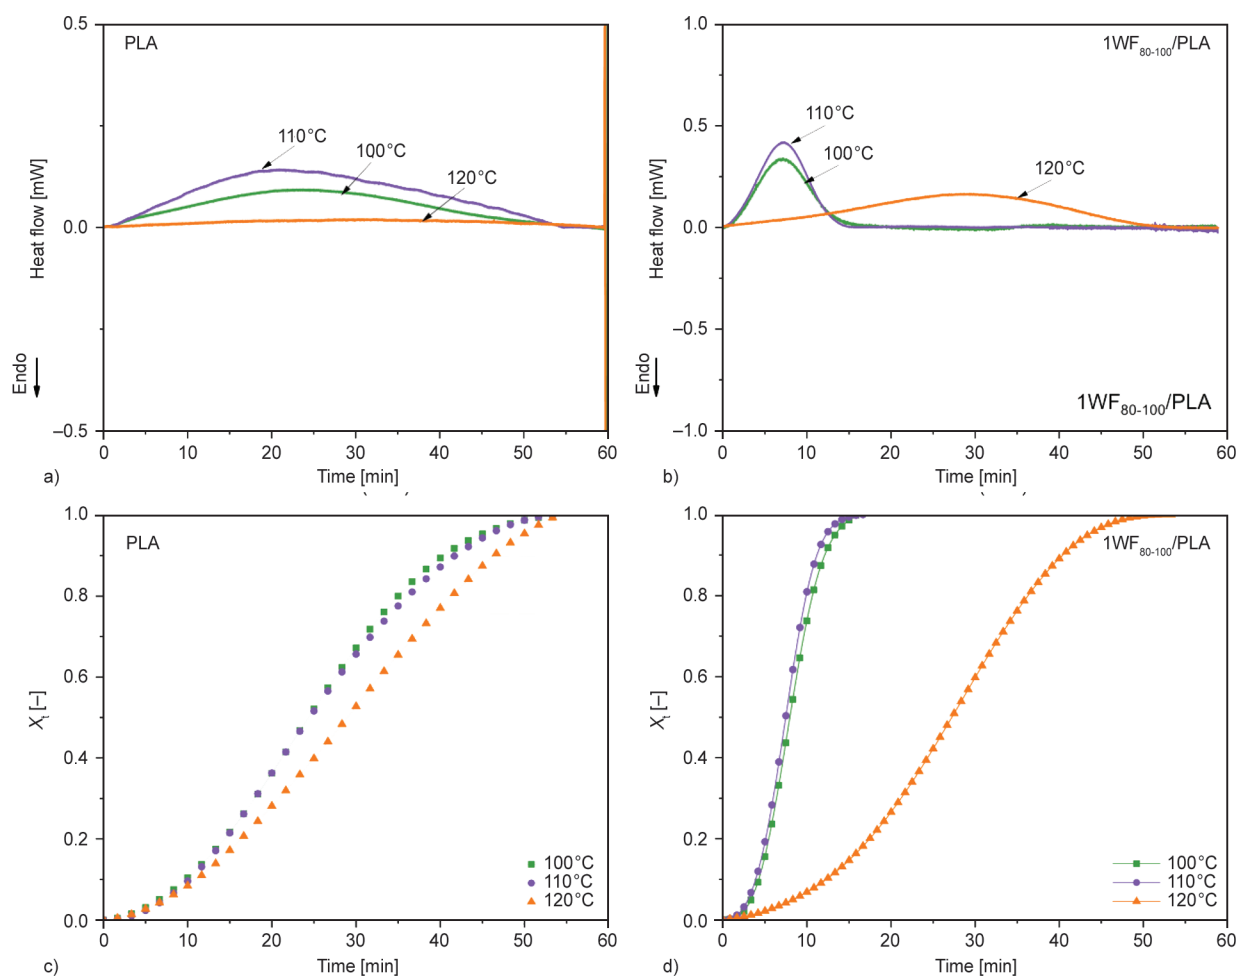 PLA
110°C
100°C
120°C
0.5
0.0
–0.5
Heat flow [mW]
Endo
0 10 20 30 40 50 60
Time [min]
a)
1WF80-100/PLA
110°C
100°C
120°C
1.0
0.5
0.0
–0.5
–1.0
Heat flow [mW]
Endo
1WF80-100/PLA
0 10 20 30 40 50 60
Time [min]
b)
PLA
1.0
0.8
0.6
0.4
0.2
0.0
Xt [–]
100°C
110°C
120°C
0 10 20 30 40 50 60
Time [min]
c)
1WF80-100/PLA
1.0
0.8
0.6
0.4
0.2
0.0
Xt [–]
100°C
110°C
120°C
0 10 20 30 40 50 60
Time [min]
d)